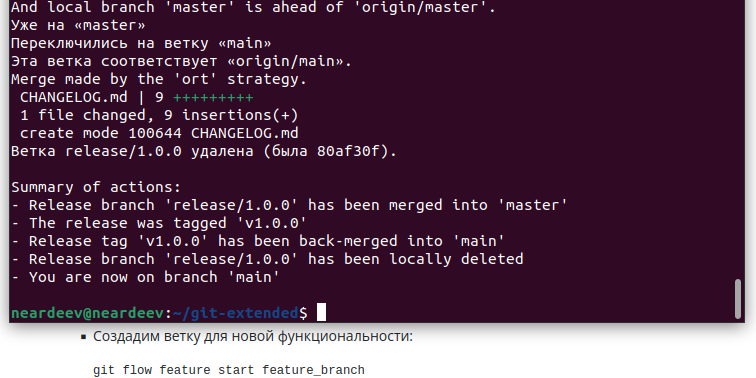 And local branch 'master' is ahead of 'origin/master'.
Уже на «master»
Переключились на ветку «main»
Эта ветка соответствует «origin/main».
Merge made by the 'ort' strategy.
 CHANGELOG.md | 9 +++++++++
 1 file changed, 9 insertions(+)
 create mode 100644 CHANGELOG.md
Ветка release/1.0.0 удалена (была 80af30f).

Summary of actions:
- Release branch 'release/1.0.0' has been merged into 'master'
- The release was tagged 'v1.0.0'
- Release tag 'v1.0.0' has been back-merged into 'main'
- Release branch 'release/1.0.0' has been locally deleted
- You are now on branch 'main'

neardeev@neardeev:~/git-extended$
▪ Создадим ветку для новой функциональности:
git flow feature start feature_branch